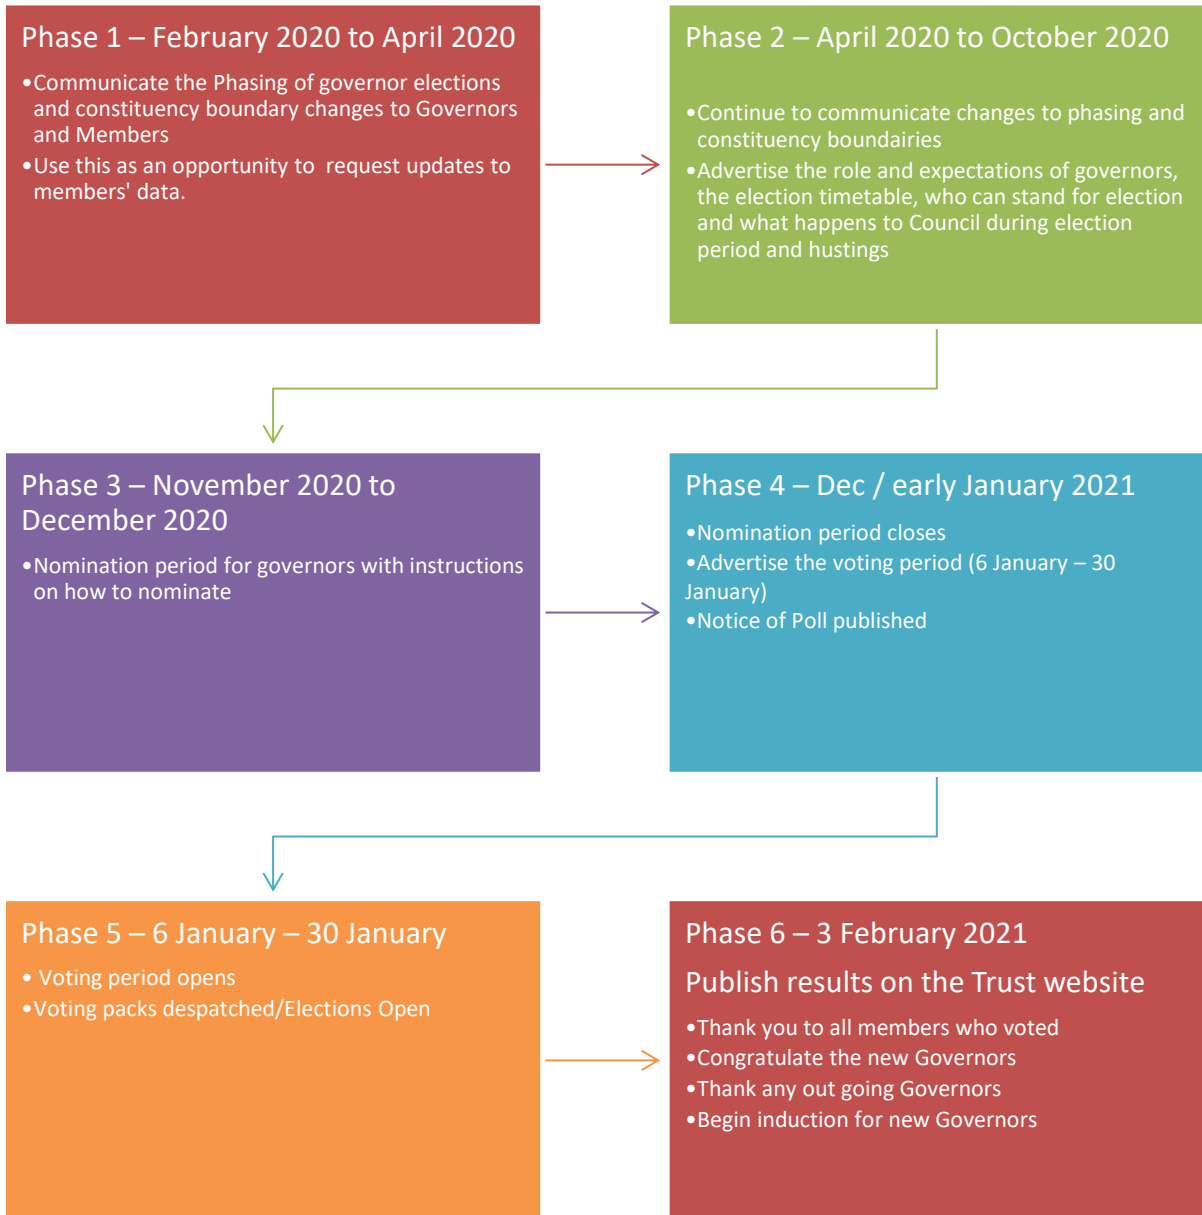 Phase 1 – February 2020 to April 2020
•Communicate the Phasing of governor elections
and constituency boundary changes to Governors
and Members
•Use this as an opportunity to  request updates to
members' data.
Phase 2 – April 2020 to October 2020
•Continue to communicate changes to phasing and
constituency boundairies
•Advertise the role and expectations of governors,
the election timetable, who can stand for election
and what happens to Council during election
period and hustings
Phase 3 – November 2020 to
December 2020
•Nomination period for governors with instructions
on how to nominate
Phase 4 – Dec / early January 2021
•Nomination period closes
•Advertise the voting period (6 January – 30
January)
•Notice of Poll published
Phase 5 – 6 January – 30 January
• Voting period opens
•Voting packs despatched/Elections Open
Phase 6 – 3 February 2021
Publish results on the Trust website
•Thank you to all members who voted
•Congratulate the new Governors
•Thank any out going Governors
•Begin induction for new Governors